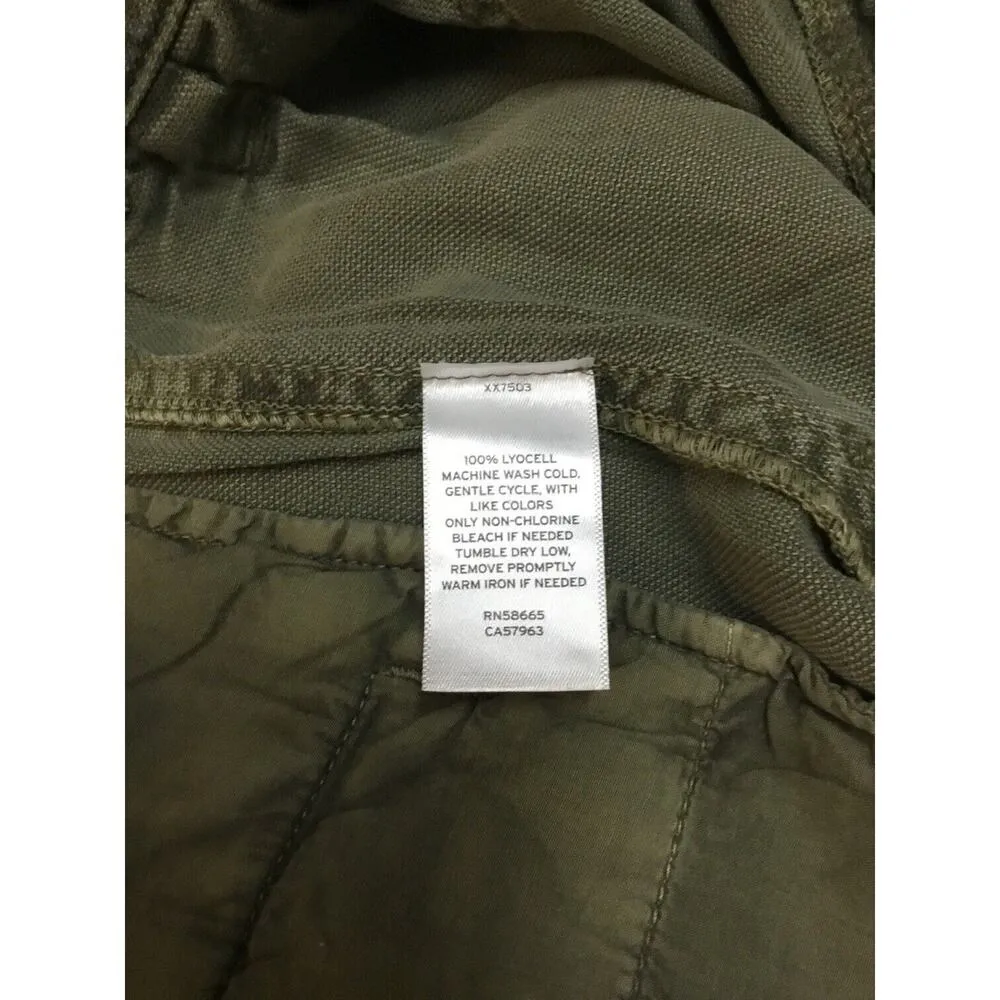 XX7503
100% LYOCELL
MACHINE WASH COLD,
GENTLE CYCLE, WITH
LIKE COLORS
ONLY NON-CHLORINE
BLEACH IF NEEDED
TUMBLE DRY LOW,
REMOVE PROMPTLY
WARM IRON IF NEEDED
RN58665
CA57963